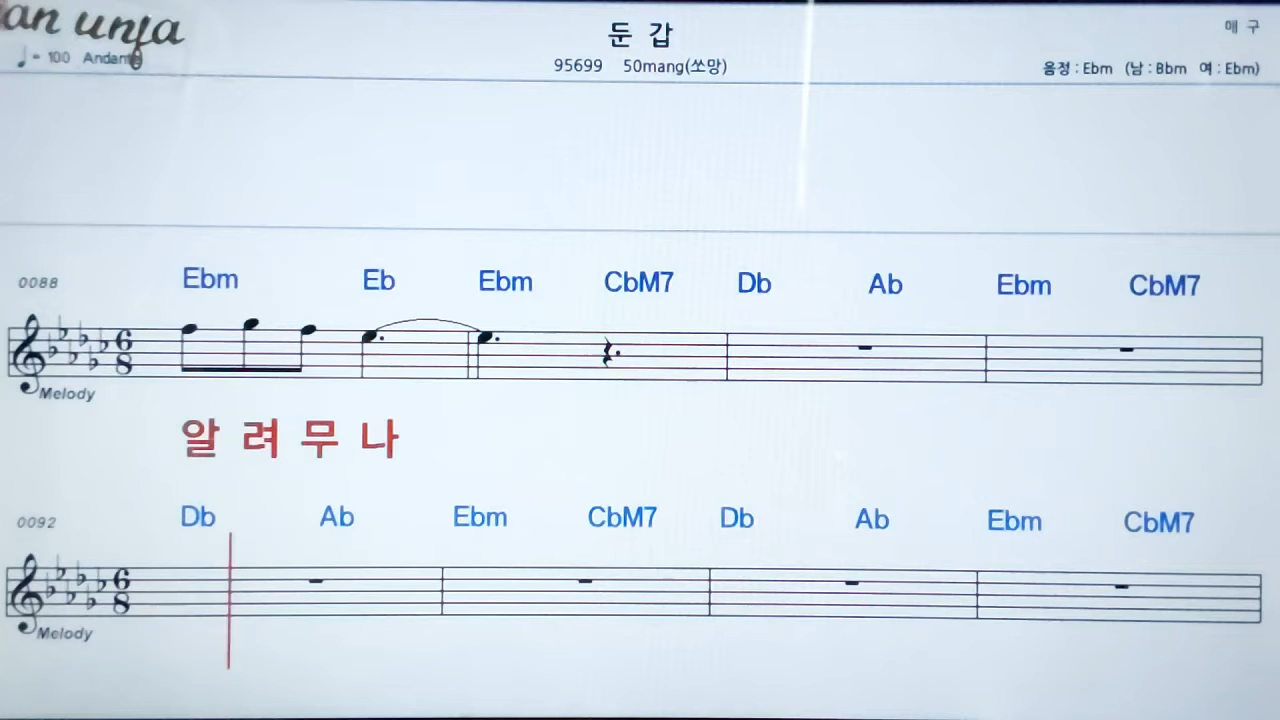 an unja
둔 갑
매 구
♩= 100 Andante
95699 50mang(쏘망)
음정 : Ebm (남 : Bbm 여 : Ebm)
0088 Ebm Eb Ebm CbM7 Db Ab Ebm CbM7
6
8
Melody
알 려 무 나
0092 Db Ab Ebm CbM7 Db Ab Ebm CbM7
6
8
Melody